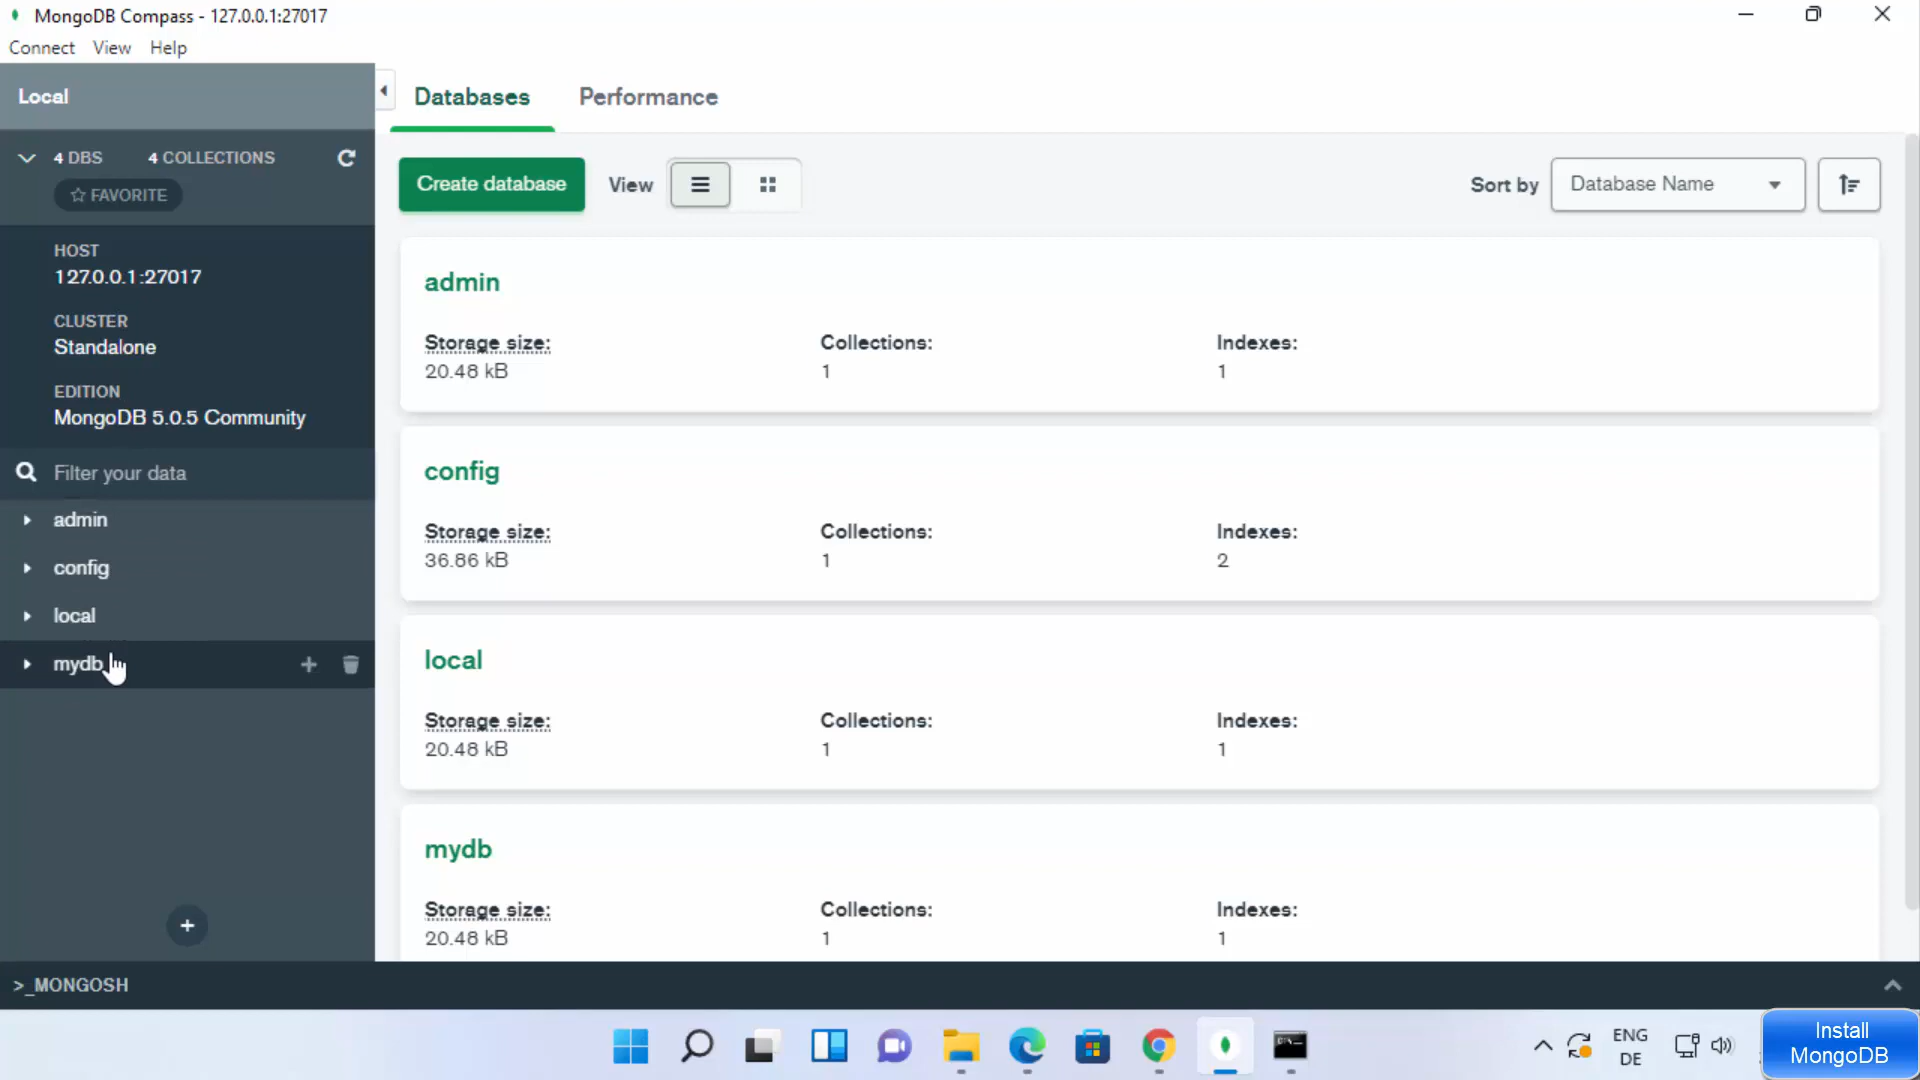 MongoDB Compass - 127.0.0.1:27017
Connect View Help
Local
4 DBS 4 COLLECTIONS
FAVORITE
HOST
127.0.0.1:27017
CLUSTER
Standalone
EDITION
MongoDB 5.0.5 Community
Filter your data
admin
config
local
mydb
Databases Performance
Create database View Sort by Database Name
admin
Storage size: Collections: Indexes:
20.48 kB 1 1
config
Storage size: Collections: Indexes:
36.86 kB 1 2
local
Storage size: Collections: Indexes:
20.48 kB 1 1
mydb
Storage size: Collections: Indexes:
20.48 kB 1 1
>_MONGOSH
ENG
DE
Install
MongoDB